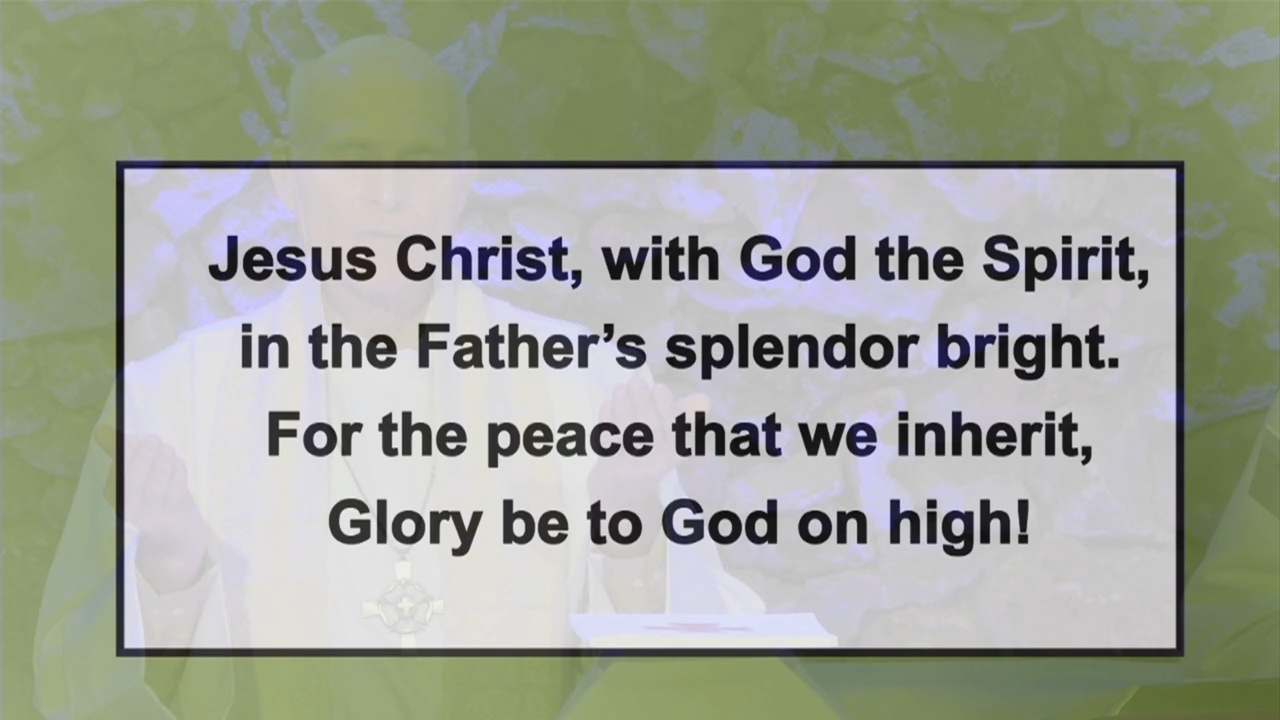 Jesus Christ, with God the Spirit,
in the Father’s splendor bright.
For the peace that we inherit,
Glory be to God on high!